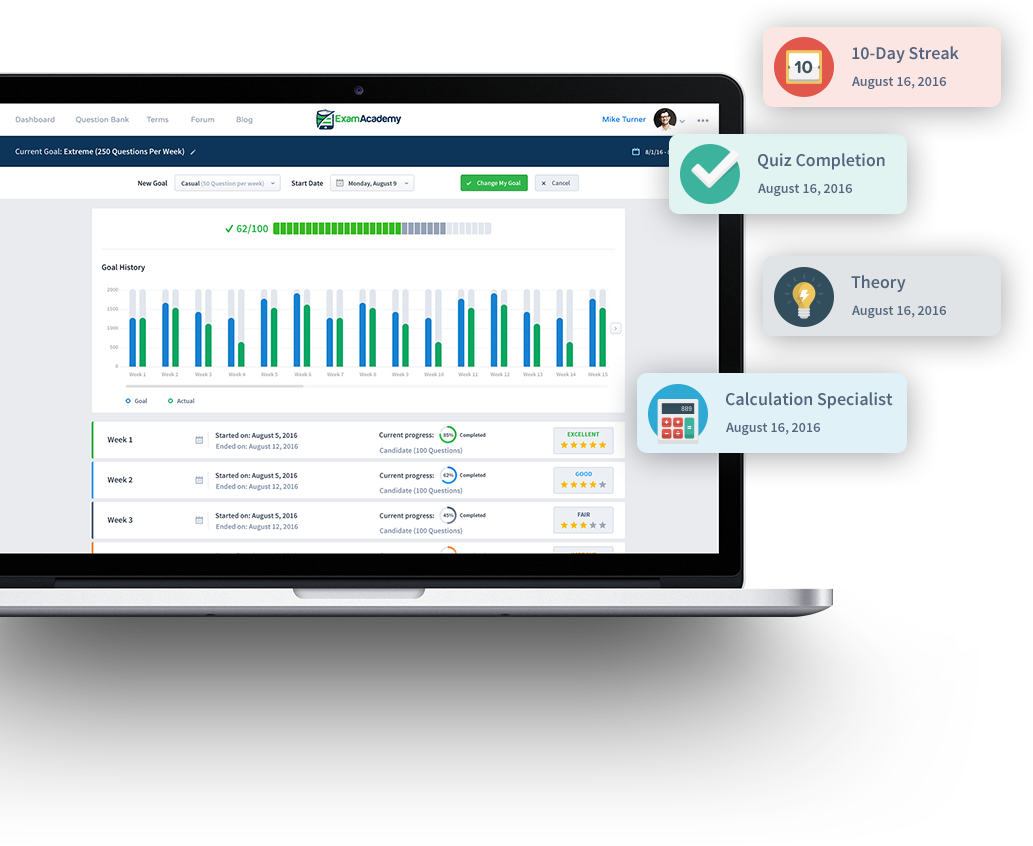 10-Day Streak
August 16, 2016
10
Dashboard
Question Bank
Terms
Forum
Blog
ExamAcademy
Mike Turner
Quiz Completion
August 16, 2016
Current Goal: Extreme (250 Questions Per Week)
8/1/16 -
New Goal
Casual (50 Question per week)
Start Date
Monday, August 9
Change My Goal
Cancel
62/100
Goal History
2000
1500
1000
500
0
Week 1
Week 2
Week 3
Week 4
Week 5
Week 6
Week 7
Week 8
Week 9
Week 10
Week 11
Week 12
Week 13
Week 14
Week 15
Goal
Actual
Theory
August 16, 2016
Calculation Specialist
August 16, 2016
889
Week 1
Started on: August 5, 2016
Ended on: August 12, 2016
Current progress:
Completed
Candidate (100 Questions)
EXCELLENT
Week 2
Started on: August 5, 2016
Ended on: August 12, 2016
Current progress:
62%
Completed
Candidate (100 Questions)
GOOD
Week 3
Started on: August 5, 2016
Ended on: August 12, 2016
Current progress:
45%
Completed
Candidate (100 Questions)
FAIR